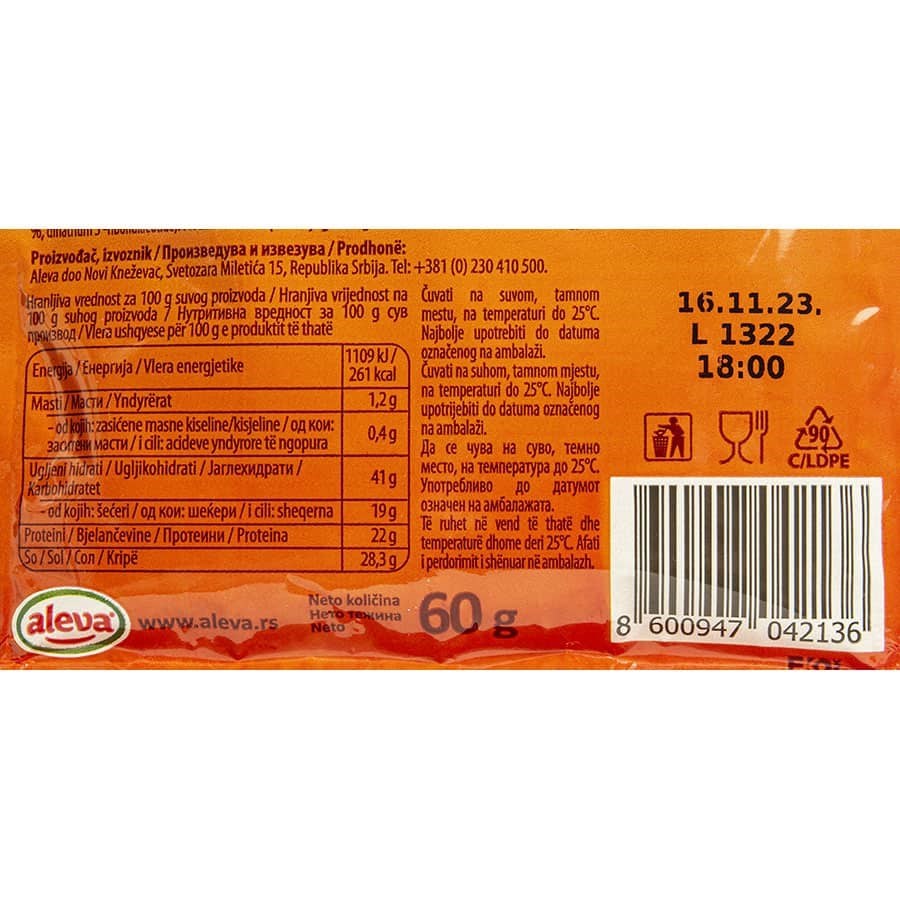 Proizvođač, izvoznik / Произведува и извезува / Prodhonë:
Aleva doo Novi Kneževac, Svetozara Miletića 15, Republika Srbija. Tel: +381 (0) 230 410 500.
Hranljiva vrednost za 100 g suvog proizvoda / Hranjiva vrijednost na
100 g suhog proizvoda / Нутритивна вредност за 100 g сув
производ / Vlera ushqyese për 100 g e produktit të thatë
Energija / Енергија / Vlera energjetike
1109 kJ /
261 kcal
Masti / Масти / Yndyrërat
1,2 g
– od kojih: zasićene masne kiseline/kisjeline / од кои:
заситени масти / i cili: acideve yndyrore të ngopura
0,4 g
Ugljeni hidrati / Ugljikohidrati / Јаглехидрати /
Karbohidratet
41 g
– od kojih: šećeri / од кои: шеќери / i cili: sheqerna
19 g
Proteini / Bjelančevine / Протеини / Proteina
22 g
So / Sol / Сол / Kripë
28,3 g
Čuvati na suvom, tamnom
mestu, na temperaturi do 25°C.
Najbolje upotrebiti do datuma
označenog na ambalaži.
Čuvati na suhom, tamnom mjestu,
na temperaturi do 25°C. Najbolje
upotrijebiti do datuma označenog
na ambalaži.
Да се чува на суво, темно
место, на температура до 25°C.
Употребливо до датумот
означен на амбалажата.
Të ruhet në vend të thatë dhe
temperaturë dhome deri 25°C. Afati
i perdorimit i shënuar në ambalazh.
16.11.23.
L 1322
18:00
90
C/LDPE
8 600947 042136
aleva
www.aleva.rs
Neto količina
Нето тежина
Neto
60 g